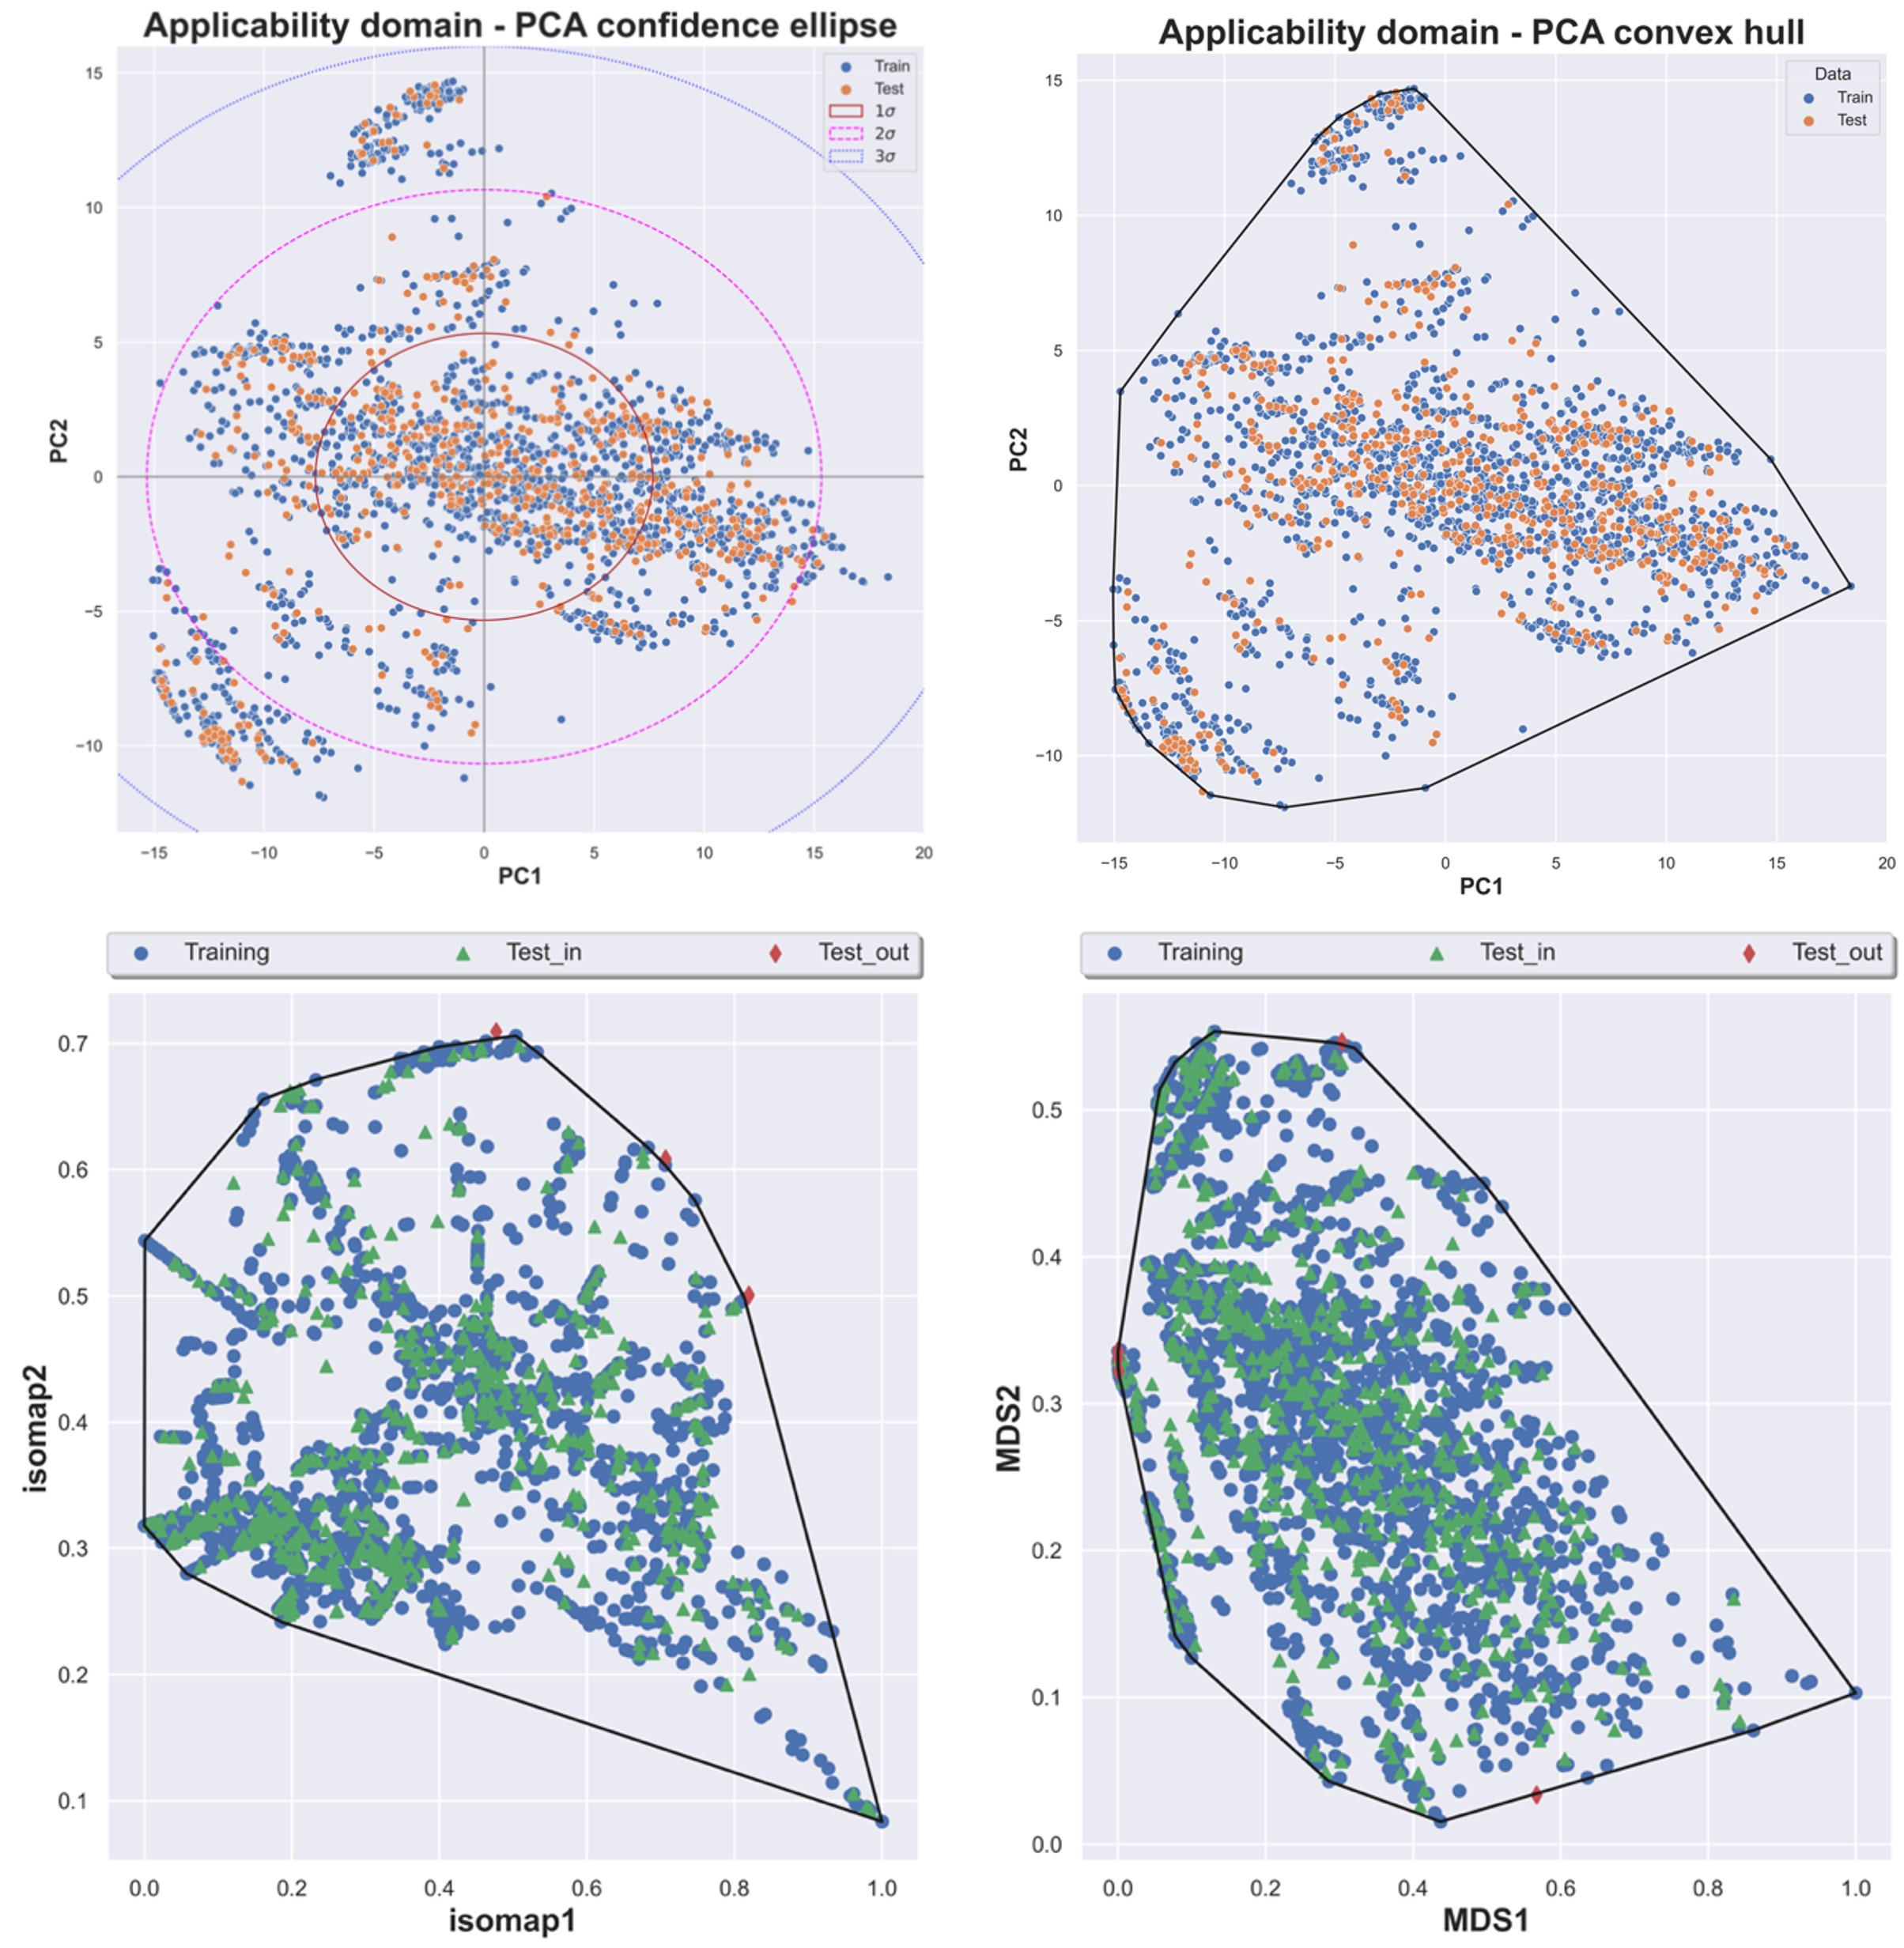 Applicability domain - PCA confidence ellipse
Train
Test
1σ
2σ
3σ
15
10
5
0
−5
−10
PC2
−15
−10
−5
0
5
10
15
20
PC1
Applicability domain - PCA convex hull
Data
Train
Test
15
10
5
0
−5
−10
PC2
−15
−10
−5
0
5
10
15
20
PC1
Training Test_in Test_out
0.7
0.6
0.5
0.4
0.3
0.2
0.1
isomap2
0.0
0.2
0.4
0.6
0.8
1.0
isomap1
Training Test_in Test_out
0.5
0.4
0.3
0.2
0.1
0.0
MDS2
0.0
0.2
0.4
0.6
0.8
1.0
MDS1